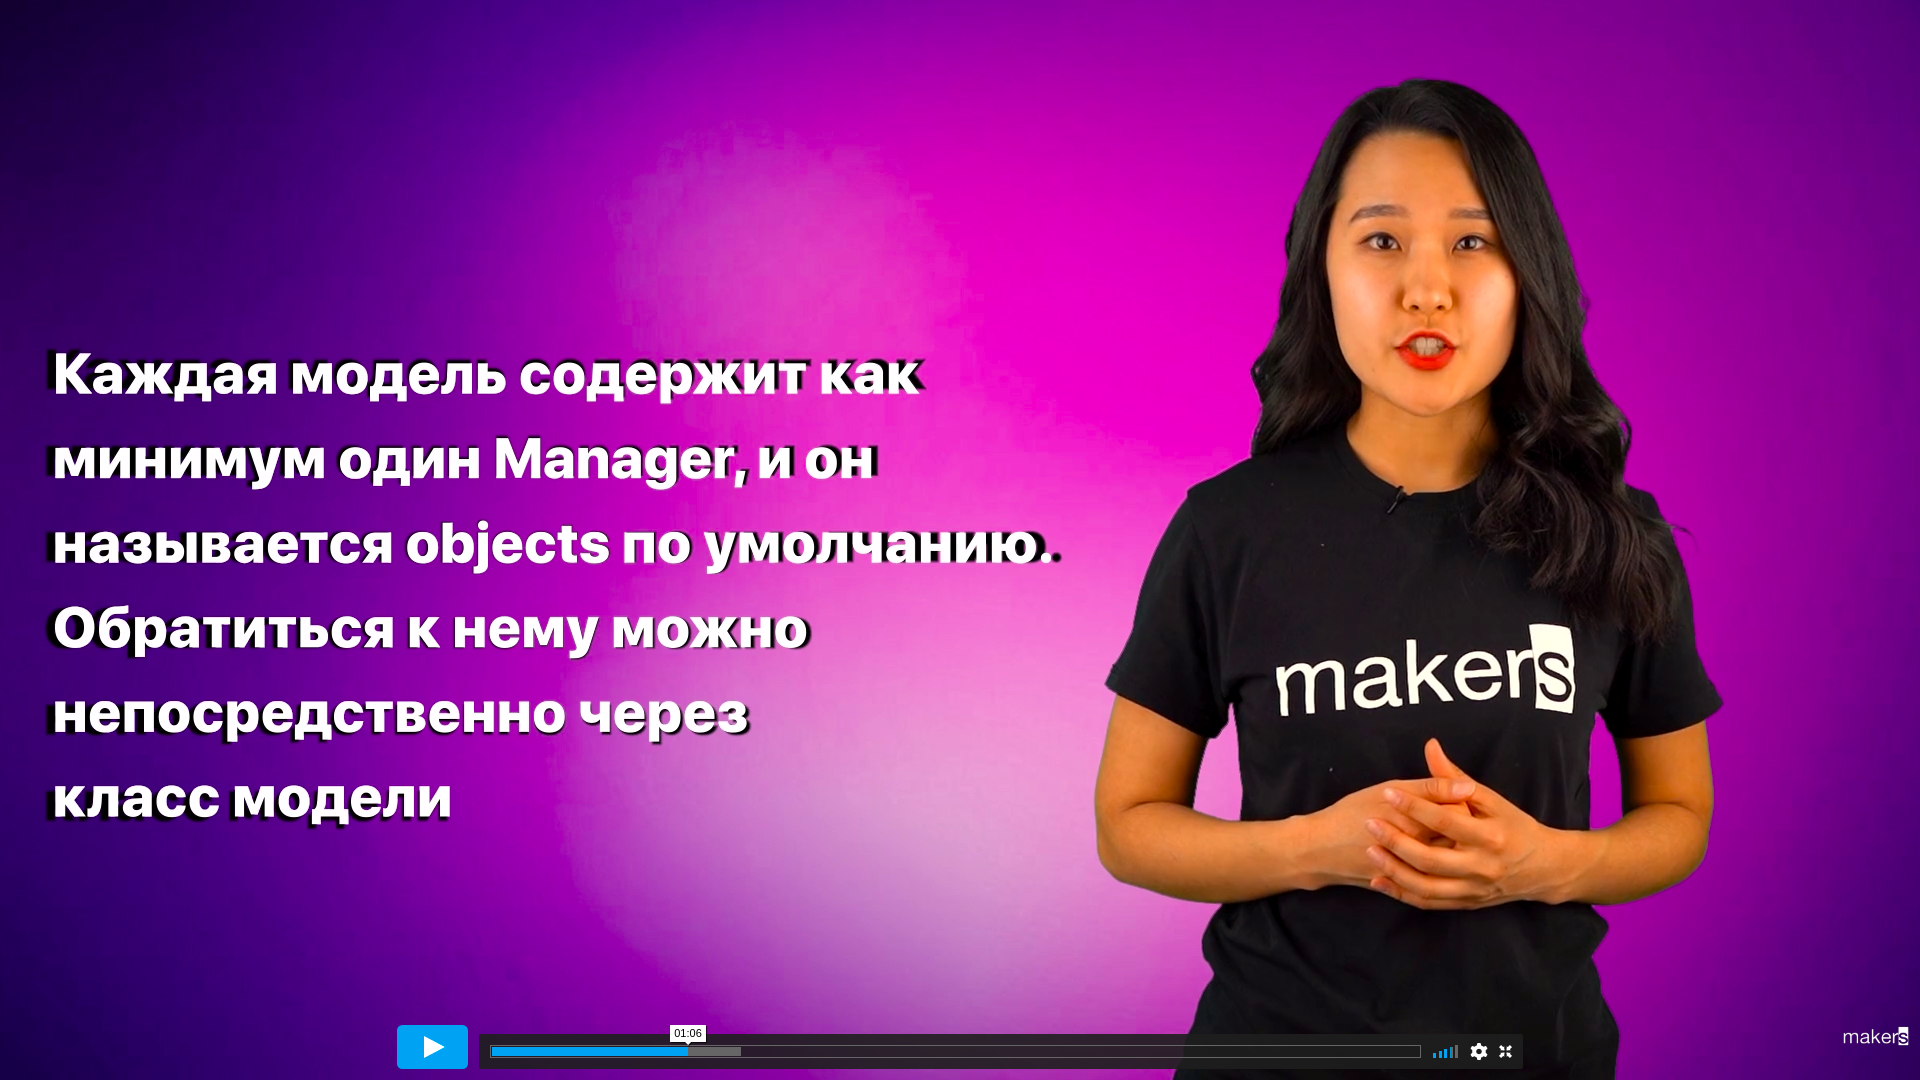 Каждая модель содержит как
минимум один Manager, и он
называется objects по умолчанию.
Обратиться к нему можно
непосредственно через
класс модели
makers
01:06
makers